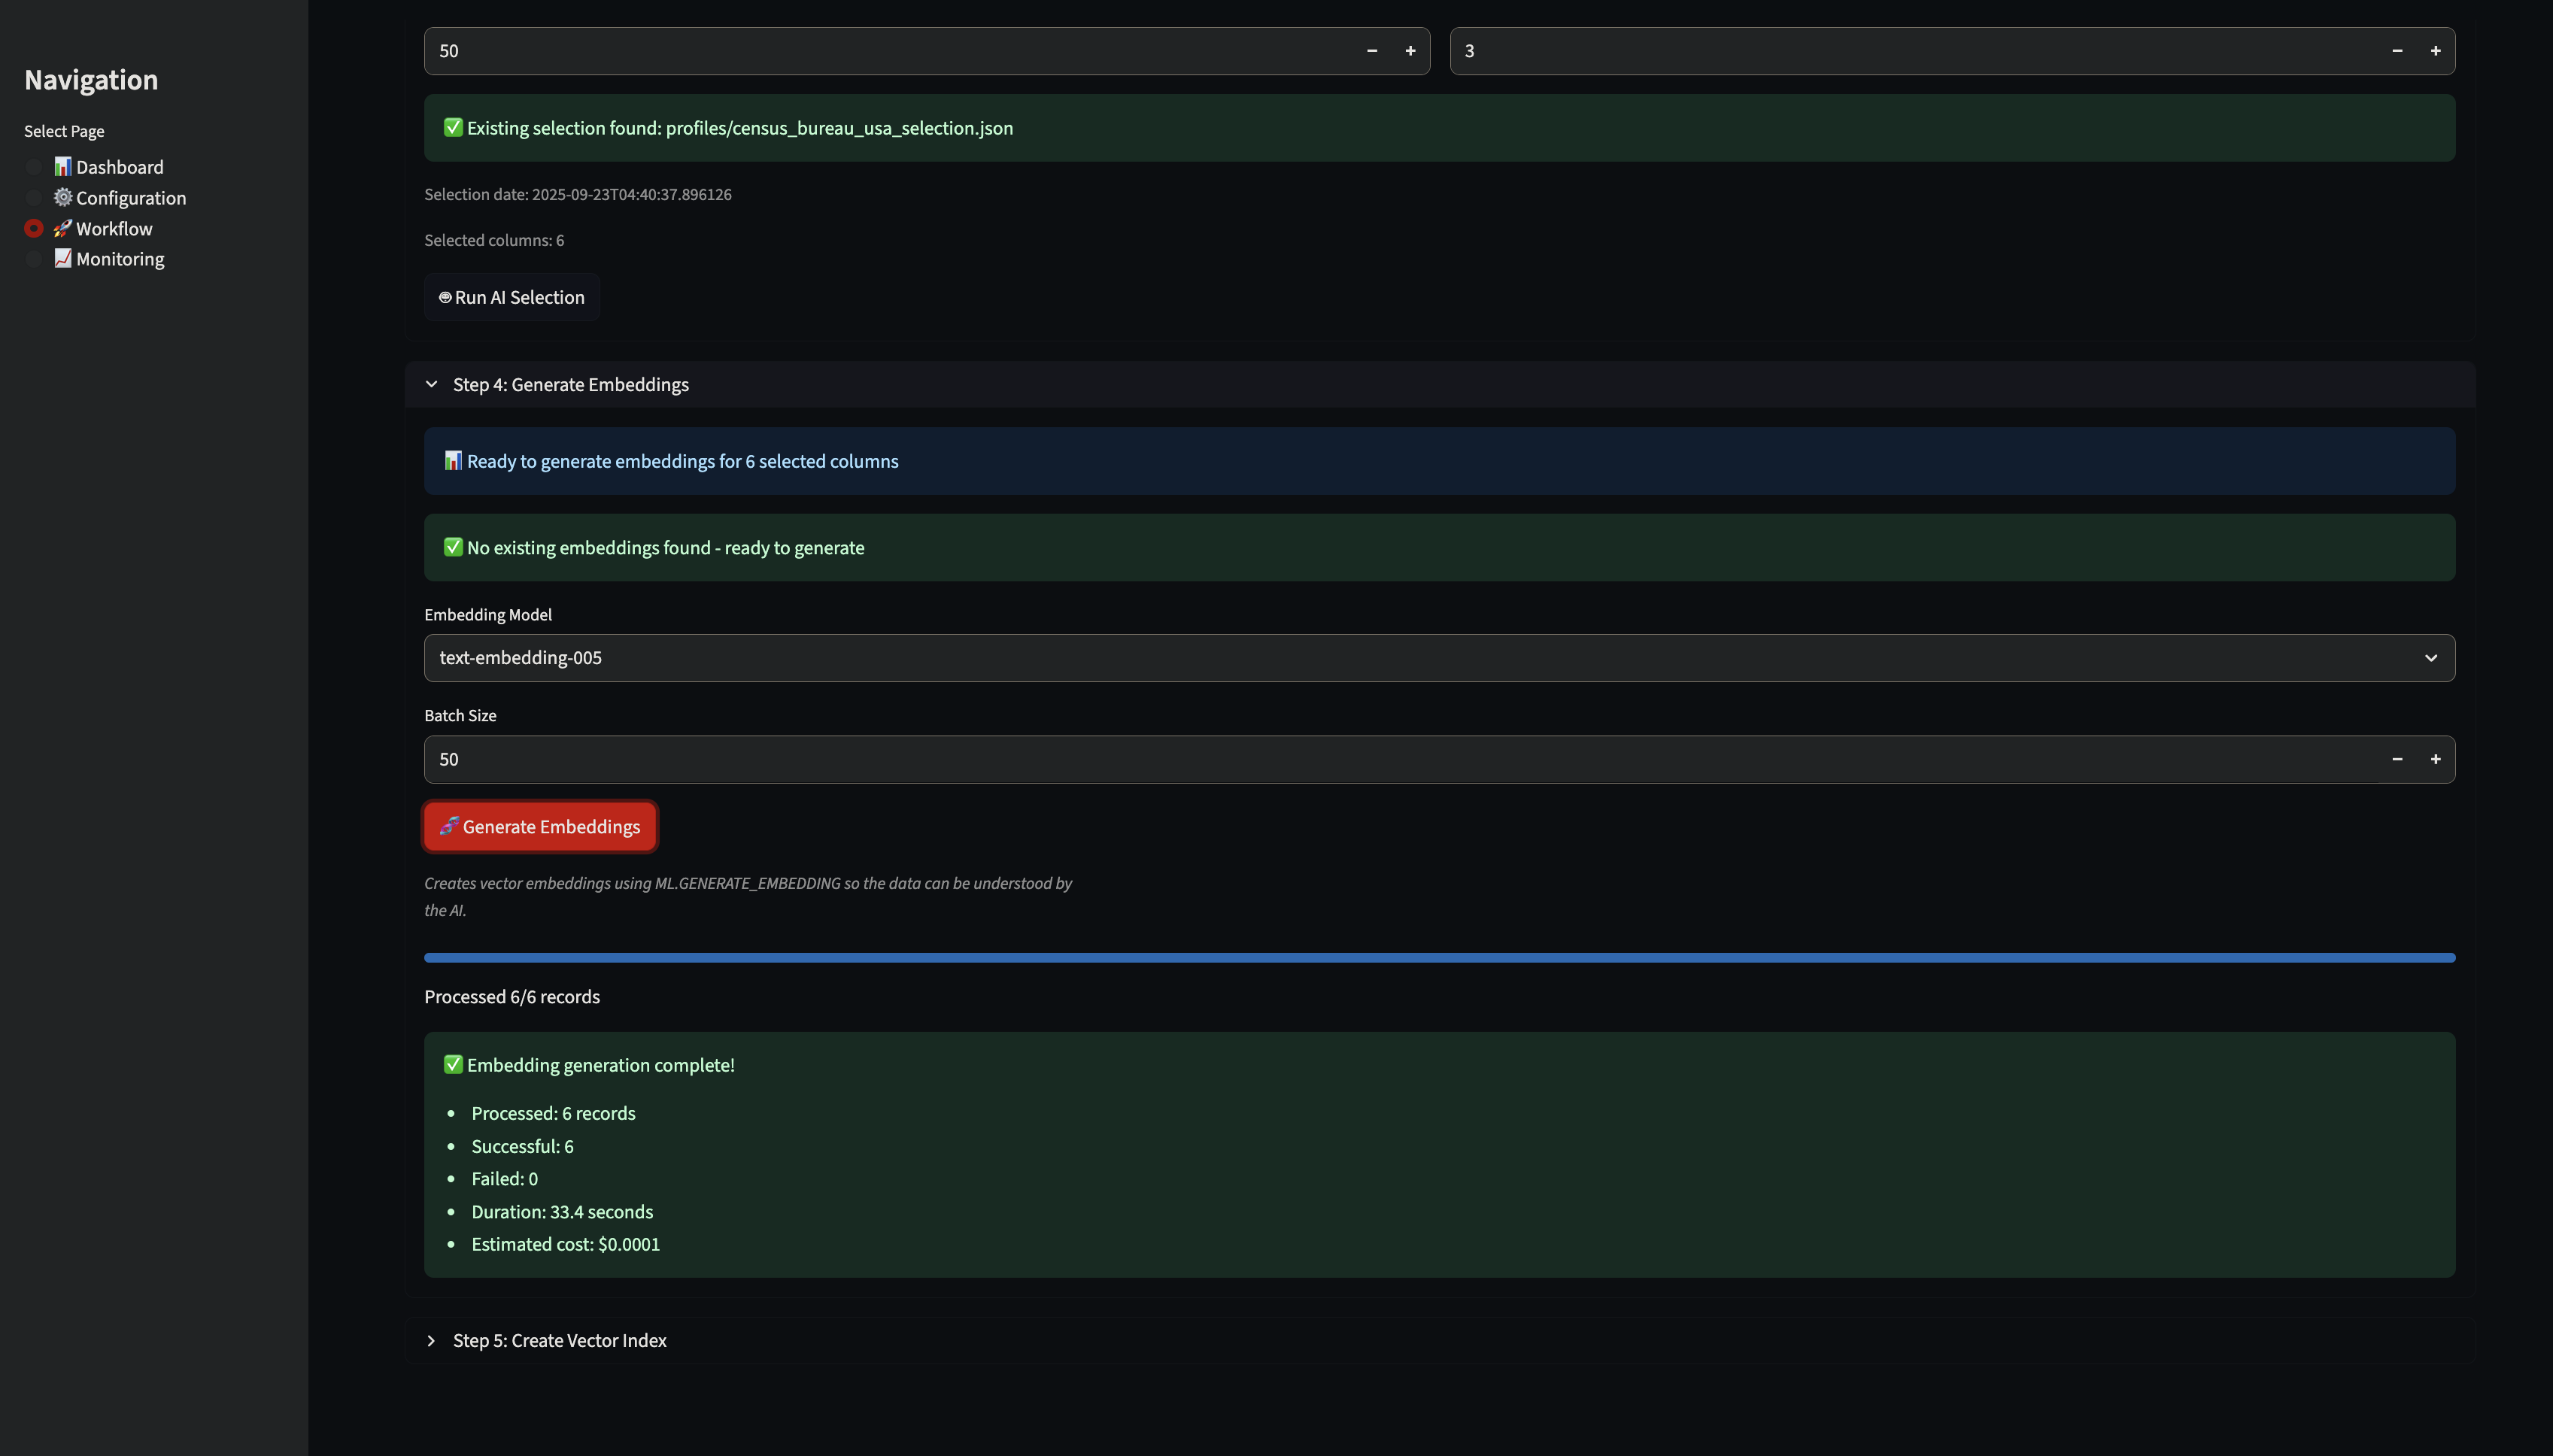 Navigation
Select Page
📊 Dashboard
⚙️ Configuration
🚀 Workflow
📈 Monitoring
50
3
✅ Existing selection found: profiles/census_bureau_usa_selection.json
Selection date: 2025-09-23T04:40:37.896126
Selected columns: 6
Run AI Selection
Step 4: Generate Embeddings
📊 Ready to generate embeddings for 6 selected columns
✅ No existing embeddings found - ready to generate
Embedding Model
text-embedding-005
Batch Size
50
🧬 Generate Embeddings
Creates vector embeddings using ML.GENERATE_EMBEDDING so the data can be understood by
the AI.
Processed 6/6 records
✅ Embedding generation complete!
• Processed: 6 records
• Successful: 6
• Failed: 0
• Duration: 33.4 seconds
• Estimated cost: $0.0001
Step 5: Create Vector Index